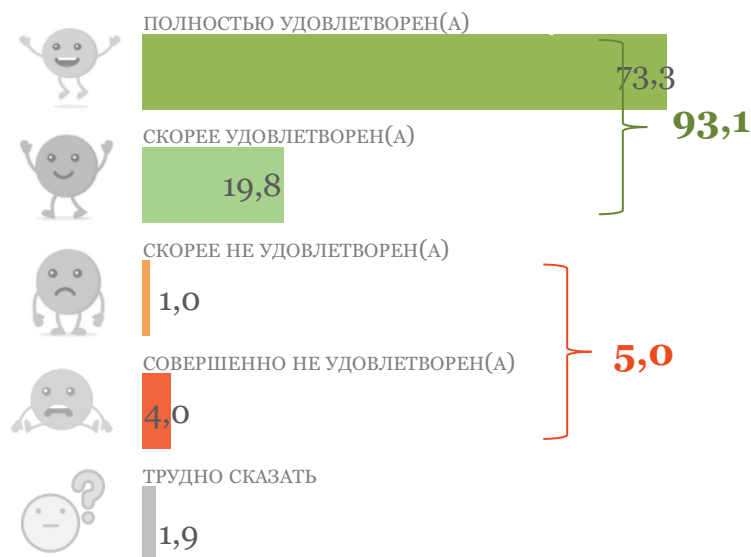 ПОЛНОСТЬЮ УДОВЛЕТВОРЕН(А)
73,3
93,1
СКОРЕЕ УДОВЛЕТВОРЕН(А)
19,8
СКОРЕЕ НЕ УДОВЛЕТВОРЕН(А)
1,0
5,0
СОВЕРШЕННО НЕ УДОВЛЕТВОРЕН(А)
4,0
ТРУДНО СКАЗАТЬ
1,9